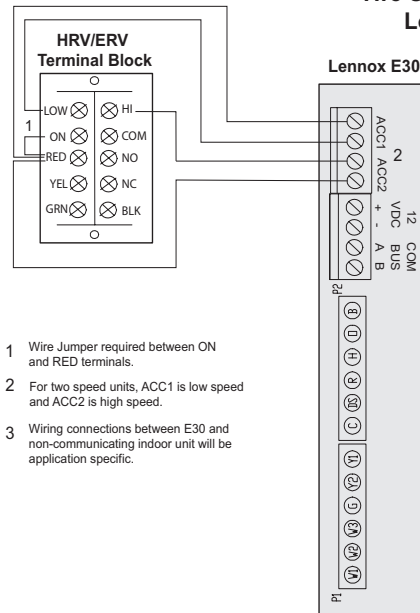 Lennox E30
HRV/ERV
Terminal Block
LOW HI
1
ON COM
RED NO
YEL NC
GRN BLK
ACC1 ACC2
2
+ -
A B
VDC BUS
12 COM
P2
B
D
H
R
DS
C
Y1
Y2
G
W3
W2
W1
P1
1 Wire Jumper required between ON
and RED terminals.
2 For two speed units, ACC1 is low speed
and ACC2 is high speed.
3 Wiring connections between E30 and
non-communicating indoor unit will be
application specific.